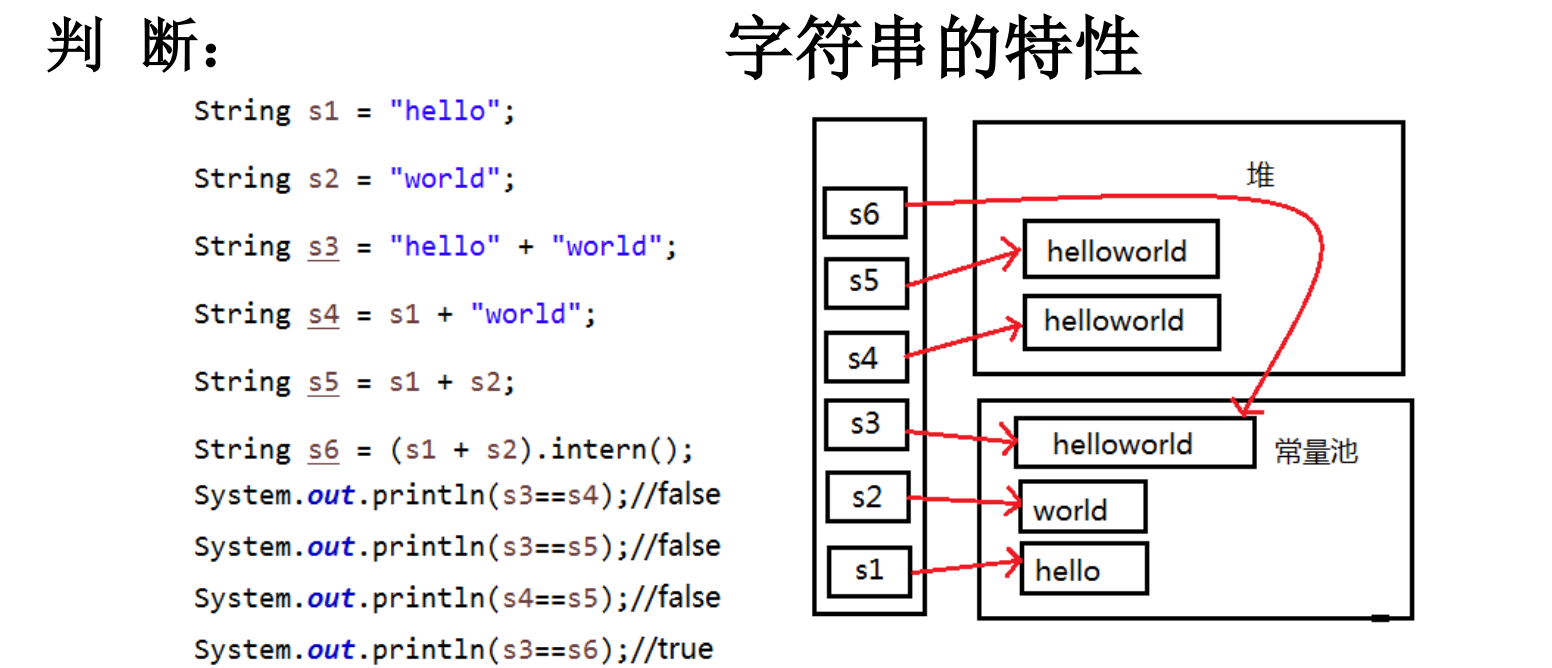 判 断：
字符串的特性
String s1 = "hello";
String s2 = "world";
String s3 = "hello" + "world";
String s4 = s1 + "world";
String s5 = s1 + s2;
String s6 = (s1 + s2).intern();
System.out.println(s3==s4);//false
System.out.println(s3==s5);//false
System.out.println(s4==s5);//false
System.out.println(s3==s6);//true
s6
s5
s4
s3
s2
s1
堆
helloworld
helloworld
helloworld
常量池
world
hello